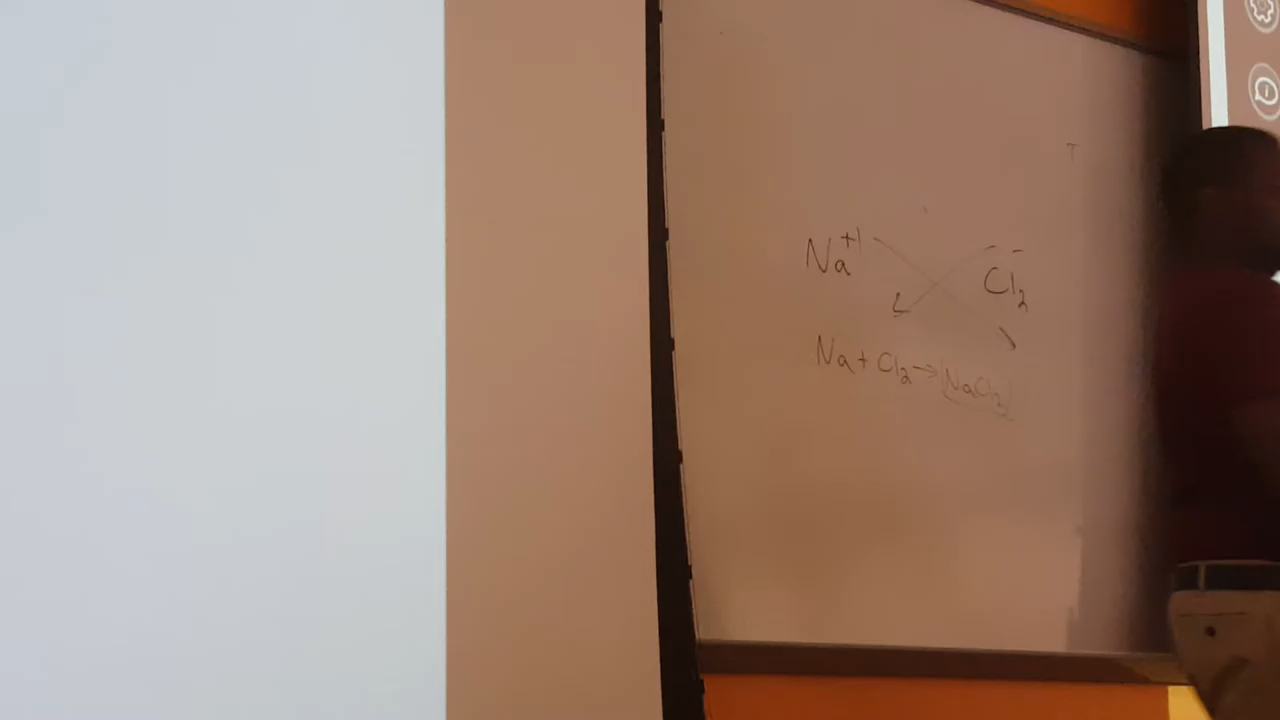 T
Na⁺¹ Cl₂⁻
Na + Cl₂ → NaCl₂